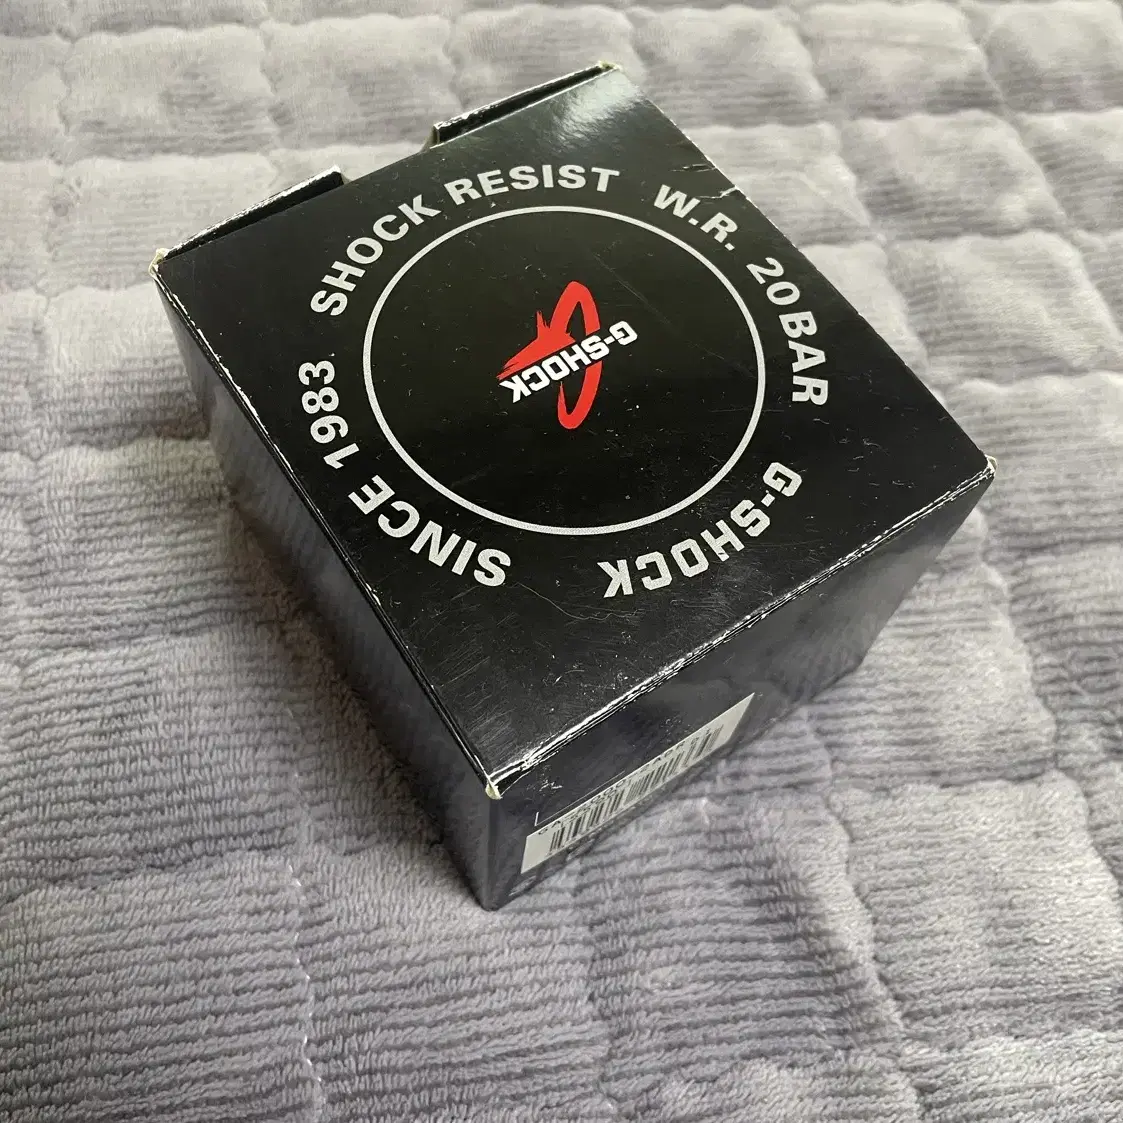 SHOCK RESIST
W.R. 20BAR
G-SHOCK
SINCE 1983
G-SHOCK